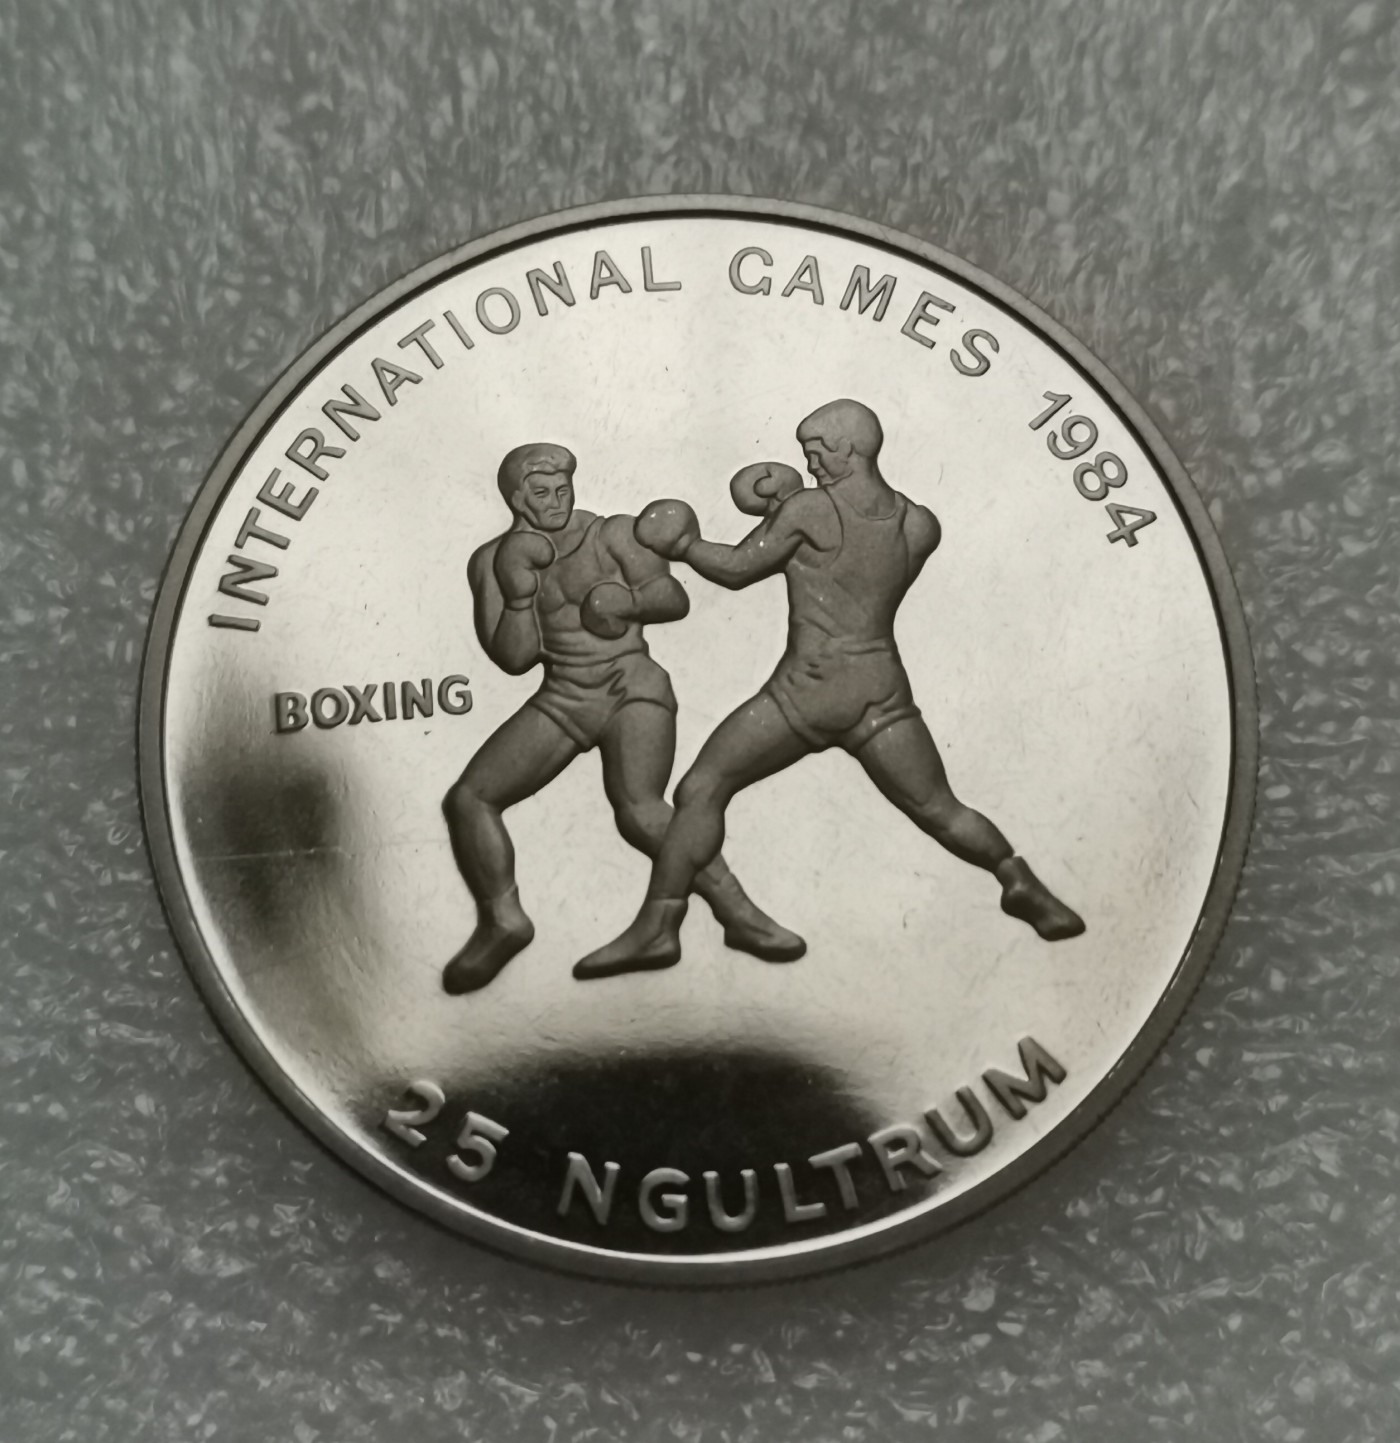 INTERNATIONAL GAMES 1984
BOXING
25 NGULTRUM